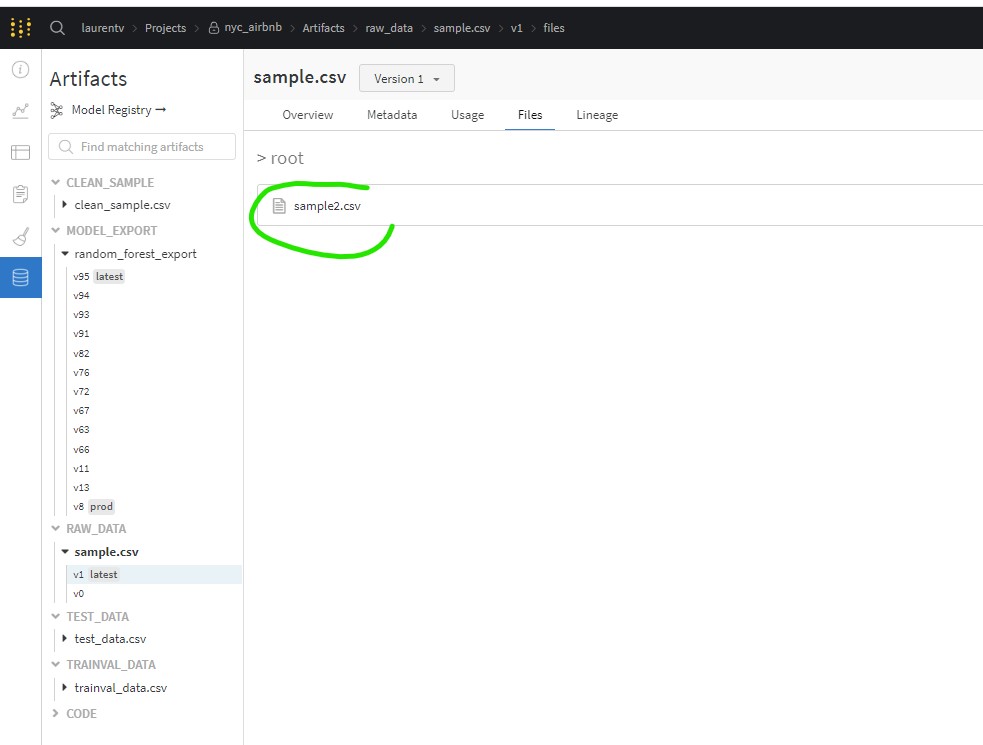 laurentv > Projects > nyc_airbnb > Artifacts > raw_data > sample.csv > v1 > files
Artifacts
Model Registry →
Find matching artifacts
CLEAN_SAMPLE
clean_sample.csv
MODEL_EXPORT
random_forest_export
v95 latest
v94
v93
v91
v82
v76
v72
v67
v63
v66
v11
v13
v8 prod
RAW_DATA
sample.csv
v1 latest
v0
TEST_DATA
test_data.csv
TRAINVAL_DATA
trainval_data.csv
CODE
sample.csv Version 1
Overview Metadata Usage Files Lineage
> root
sample2.csv